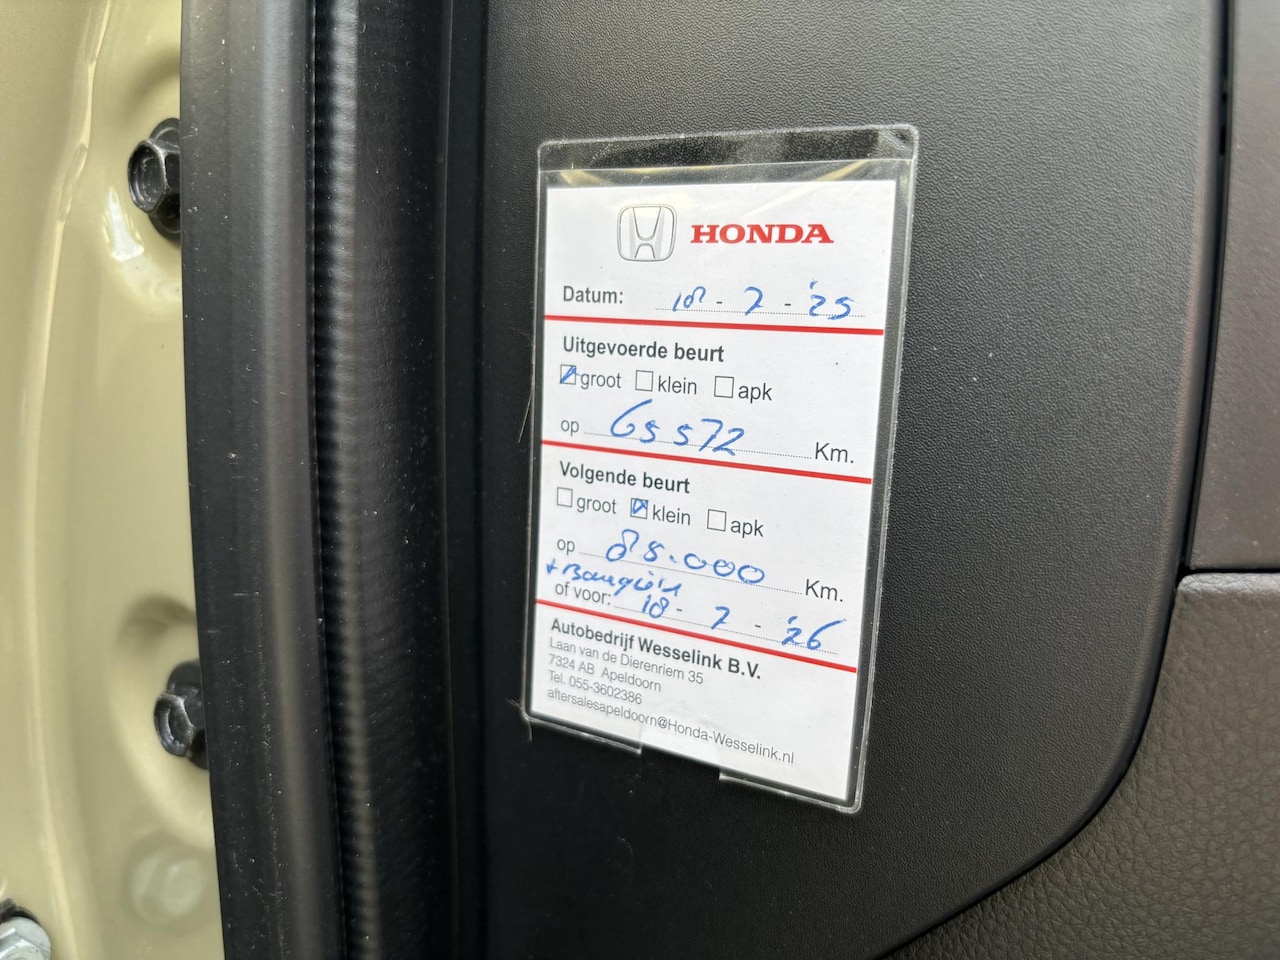 HONDA
Datum: 18-7-'25
Uitgevoerde beurt
groot klein apk
op 65572 Km.
Volgende beurt
groot klein apk
op 85.000 Km.
of voor: 18-7-'26
Autobedrijf Wesselink B.V.
Laan van de Dierenriem 35
7324 AB Apeldoorn
Tel. 055-3602386
aftersalesapeldoorn@Honda-Wesselink.nl